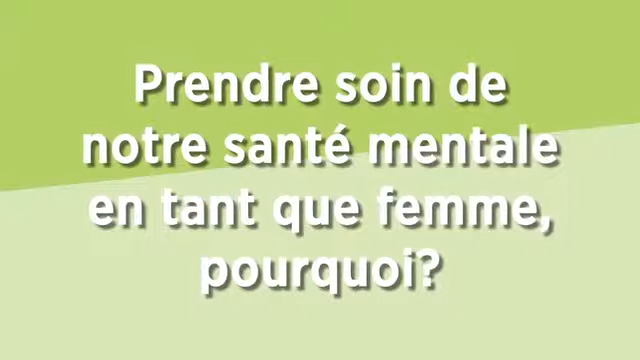 Prendre soin de
notre santé mentale
en tant que femme,
pourquoi?